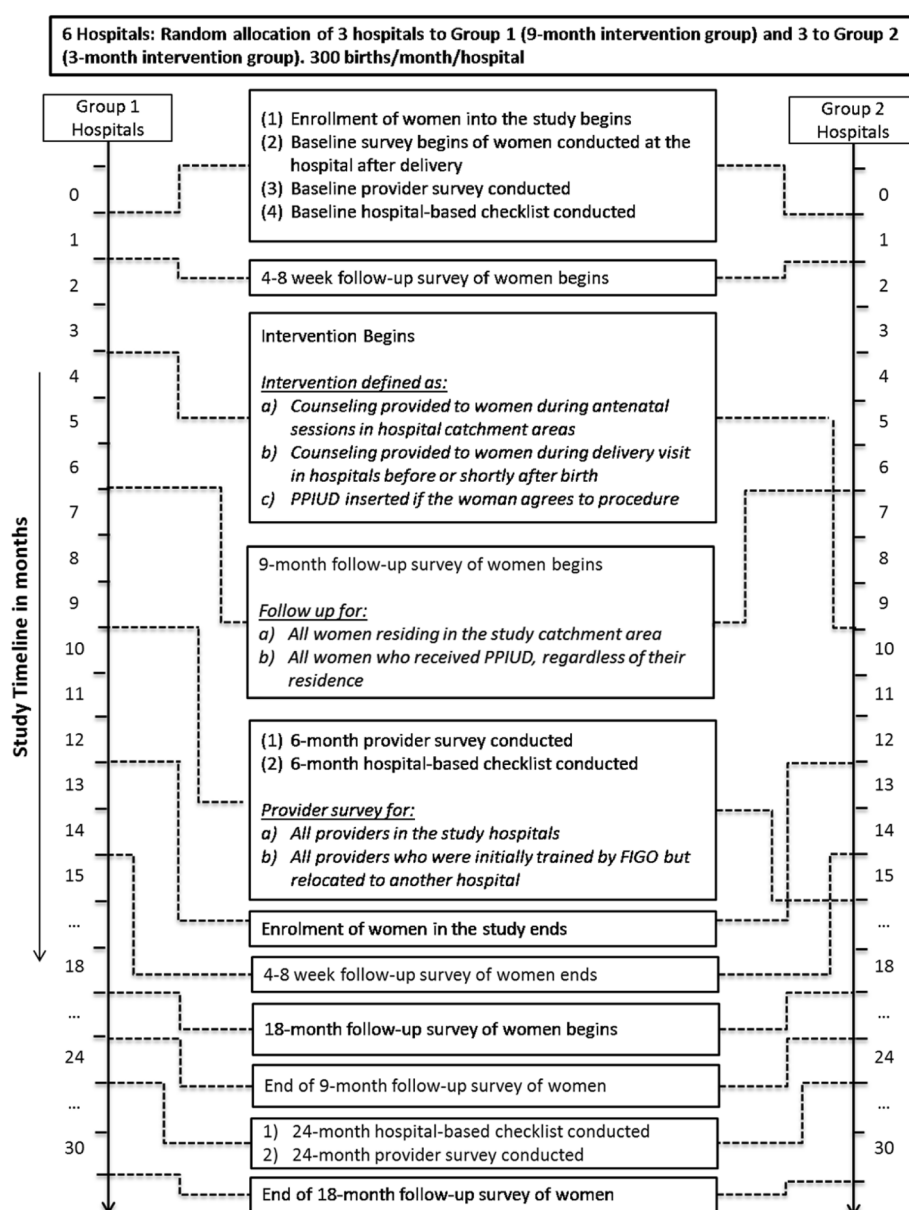 6 Hospitals: Random allocation of 3 hospitals to Group 1 (9-month intervention group) and 3 to Group 2
(3-month intervention group). 300 births/month/hospital
Group 1
Hospitals
Group 2
Hospitals
(1) Enrollment of women into the study begins
(2) Baseline survey begins of women conducted at the
hospital after delivery
(3) Baseline provider survey conducted
(4) Baseline hospital-based checklist conducted
4-8 week follow-up survey of women begins
Intervention Begins
Intervention defined as:
a) Counseling provided to women during antenatal
sessions in hospital catchment areas
b) Counseling provided to women during delivery visit
in hospitals before or shortly after birth
c) PPIUD inserted if the woman agrees to procedure
9-month follow-up survey of women begins
Follow up for:
a) All women residing in the study catchment area
b) All women who received PPIUD, regardless of their
residence
(1) 6-month provider survey conducted
(2) 6-month hospital-based checklist conducted
Provider survey for:
a) All providers in the study hospitals
b) All providers who were initially trained by FIGO but
relocated to another hospital
Enrolment of women in the study ends
4-8 week follow-up survey of women ends
18-month follow-up survey of women begins
End of 9-month follow-up survey of women
1) 24-month hospital-based checklist conducted
2) 24-month provider survey conducted
End of 18-month follow-up survey of women
Study Timeline in months
0
1
2
3
4
5
6
7
8
9
10
11
12
13
14
15
...
18
...
24
...
30
0
1
2
3
4
5
6
7
8
9
10
11
12
13
14
15
...
18
...
24
...
30